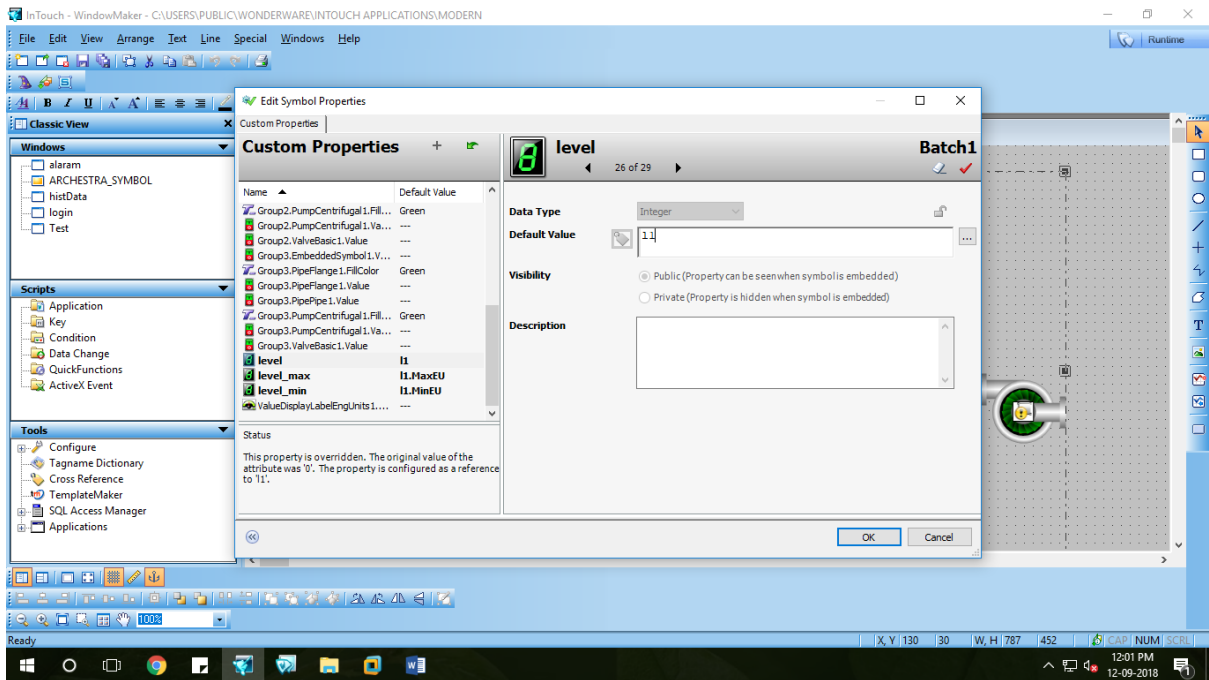 InTouch - WindowMaker - C:\USERS\PUBLIC\WONDERWARE\INTOUCH APPLICATIONS\MODERN
File Edit View Arrange Text Line Special Windows Help
Runtime
B I U A A
Classic View
Windows
alaram
ARCHESTRA_SYMBOL
histData
login
Test
Scripts
Application
Key
Condition
Data Change
QuickFunctions
ActiveX Event
Tools
Configure
Tagname Dictionary
Cross Reference
TemplateMaker
SQL Access Manager
Applications
Edit Symbol Properties
Custom Properties
Custom Properties
Name Default Value
Group2.PumpCentrifugal1.Fill... Green
Group2.PumpCentrifugal1.Va... ---
Group2.ValveBasic1.Value ---
Group3.EmbeddedSymbol1.V... ---
Group3.PipeFlange1.FillColor Green
Group3.PipeFlange1.Value ---
Group3.PipePipe1.Value ---
Group3.PumpCentrifugal1.Fill... Green
Group3.PumpCentrifugal1.Va... ---
Group3.ValveBasic1.Value ---
level l1
level_max l1.MaxEU
level_min l1.MinEU
ValueDisplayLabelEngUnits1.... ---
Status
This property is overridden. The original value of the
attribute was '0'. The property is configured as a reference
to 'l1'.
level Batch1
26 of 29
Data Type Integer
Default Value l1
...
Visibility Public (Property can be seen when symbol is embedded)
Private (Property is hidden when symbol is embedded)
Description
OK Cancel
T
100%
Ready X, Y 130 30 W, H 787 452 CAP NUM SCRL
12:01 PM
12-09-2018